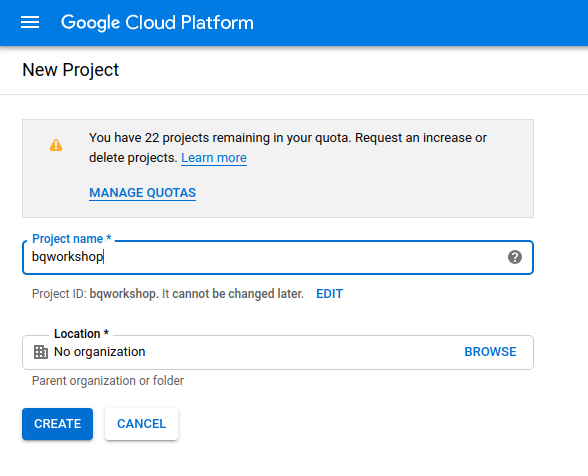 Google Cloud Platform
New Project
You have 22 projects remaining in your quota. Request an increase or
delete projects. Learn more
MANAGE QUOTAS
Project name *
bqworkshop
Project ID: bqworkshop. It cannot be changed later. EDIT
Location *
No organization BROWSE
Parent organization or folder
CREATE CANCEL